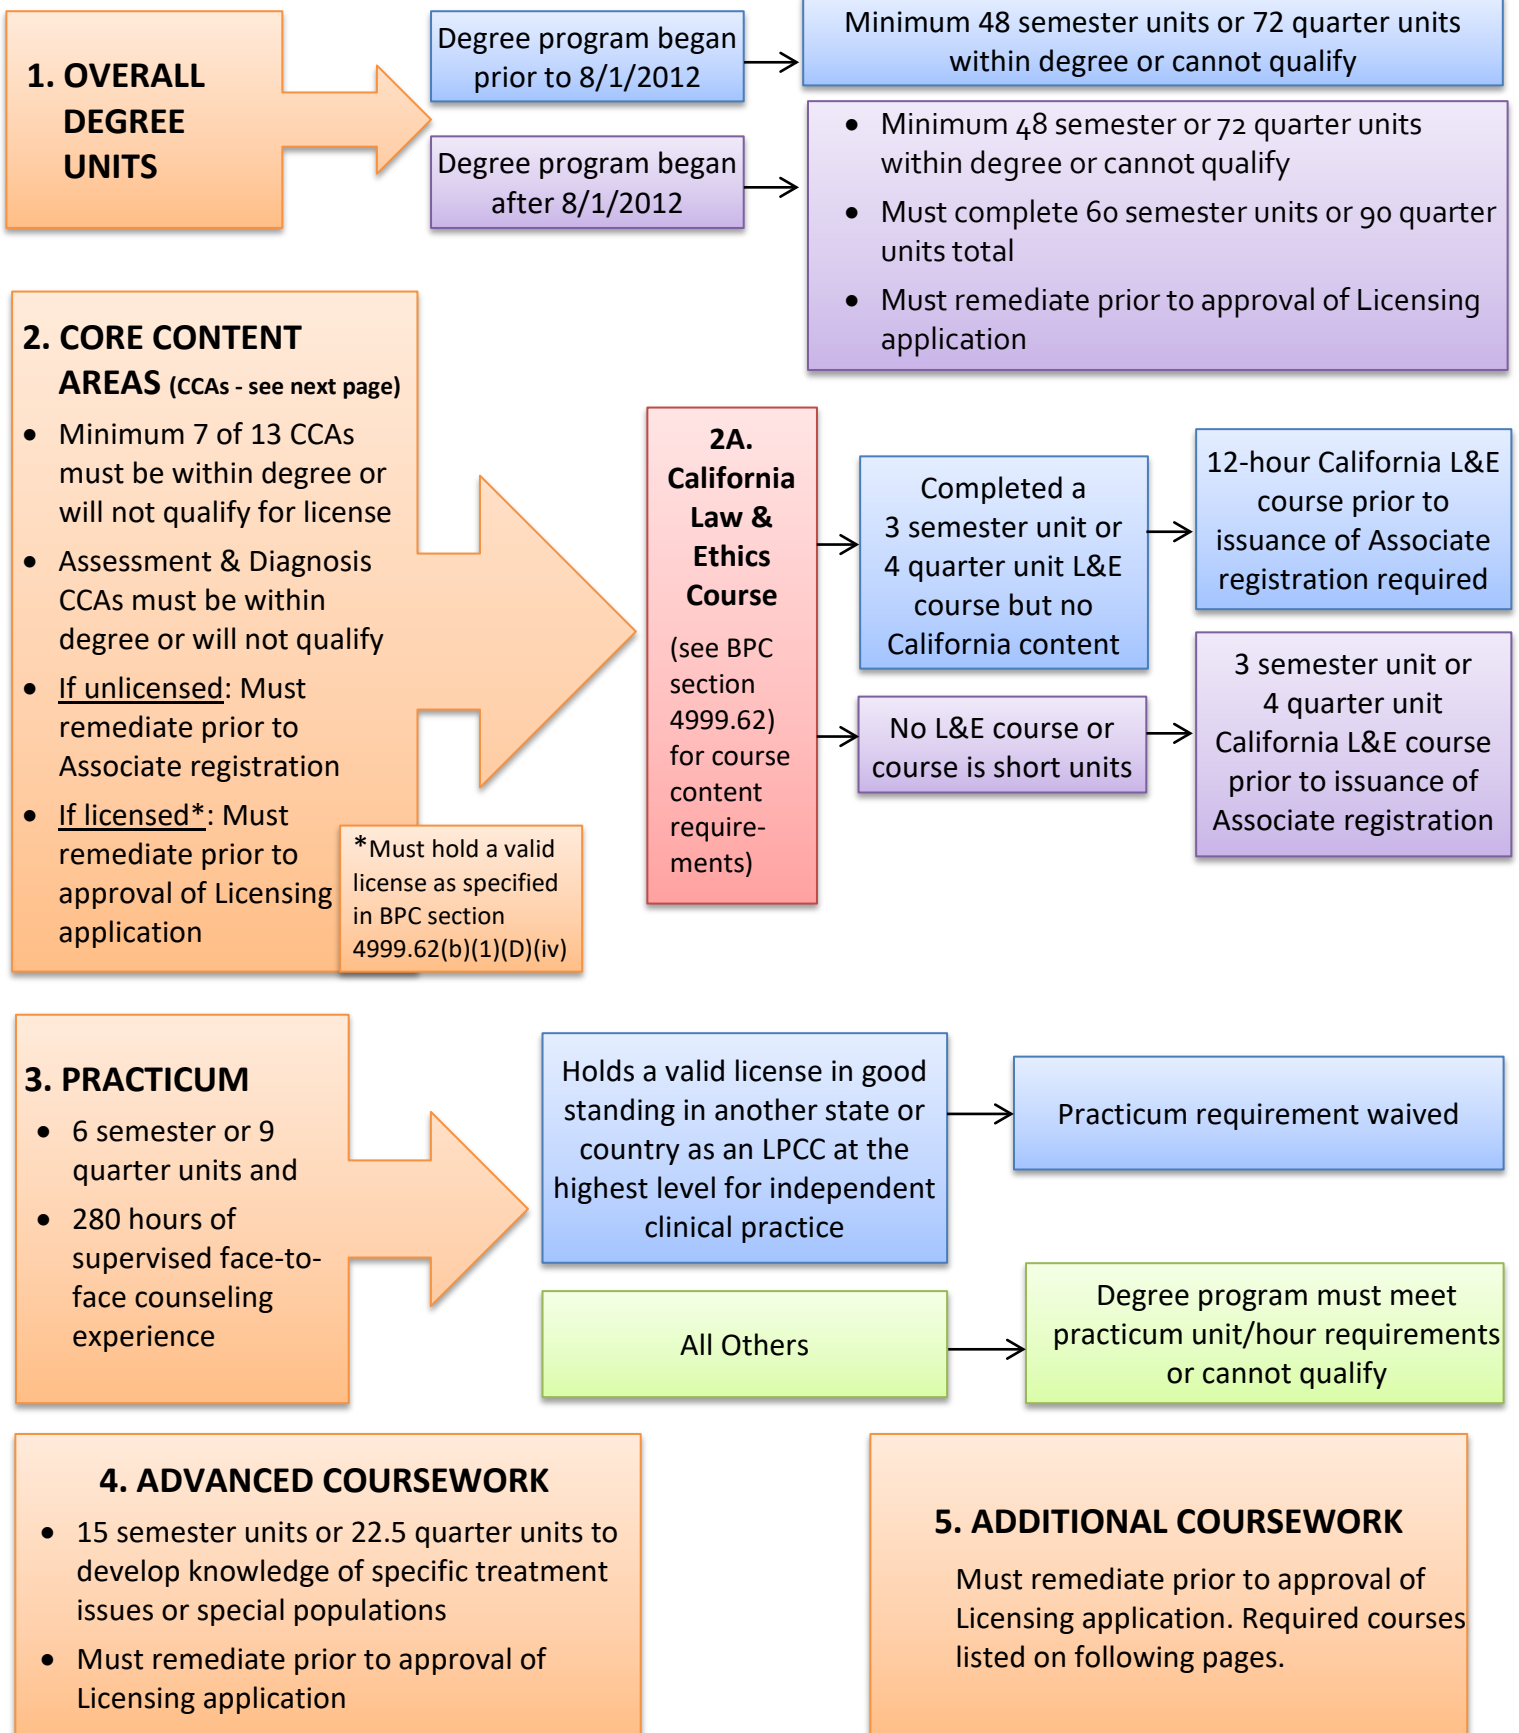 1. OVERALL
DEGREE
UNITS
Degree program began
prior to 8/1/2012
Minimum 48 semester units or 72 quarter units
within degree or cannot qualify
Degree program began
after 8/1/2012
• Minimum 48 semester or 72 quarter units
within degree or cannot qualify
• Must complete 60 semester units or 90 quarter
units total
• Must remediate prior to approval of Licensing
application
2. CORE CONTENT
AREAS (CCAs - see next page)
• Minimum 7 of 13 CCAs
must be within degree or
will not qualify for license
• Assessment & Diagnosis
CCAs must be within
degree or will not qualify
• If unlicensed: Must
remediate prior to
Associate registration
• If licensed*: Must
remediate prior to
approval of Licensing
application
*Must hold a valid
license as specified
in BPC section
4999.62(b)(1)(D)(iv)
2A.
California
Law &
Ethics
Course
(see BPC
section
4999.62)
for course
content
require-
ments)
Completed a
3 semester unit or
4 quarter unit L&E
course but no
California content
12-hour California L&E
course prior to
issuance of Associate
registration required
No L&E course or
course is short units
3 semester unit or
4 quarter unit
California L&E course
prior to issuance of
Associate registration
3. PRACTICUM
• 6 semester or 9
quarter units and
• 280 hours of
supervised face-to-
face counseling
experience
Holds a valid license in good
standing in another state or
country as an LPCC at the
highest level for independent
clinical practice
Practicum requirement waived
All Others
Degree program must meet
practicum unit/hour requirements
or cannot qualify
4. ADVANCED COURSEWORK
• 15 semester units or 22.5 quarter units to
develop knowledge of specific treatment
issues or special populations
• Must remediate prior to approval of
Licensing application
5. ADDITIONAL COURSEWORK
Must remediate prior to approval of
Licensing application. Required courses
listed on following pages.